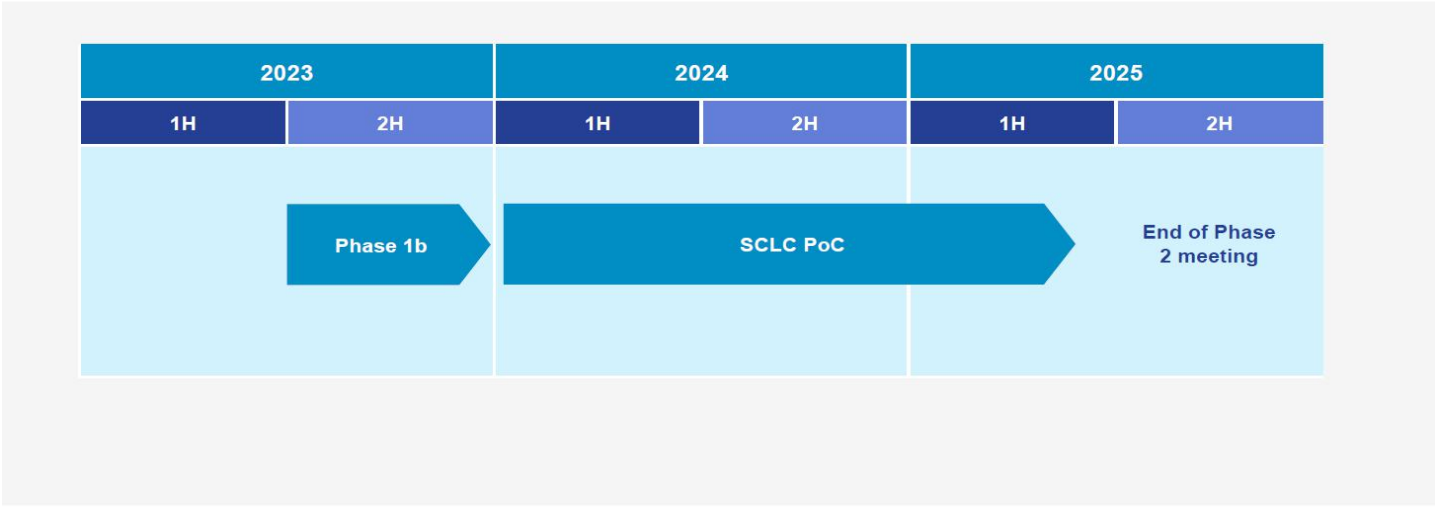 2023 2024 2025
1H 2H 1H 2H 1H 2H
Phase 1b SCLC PoC End of Phase
2 meeting